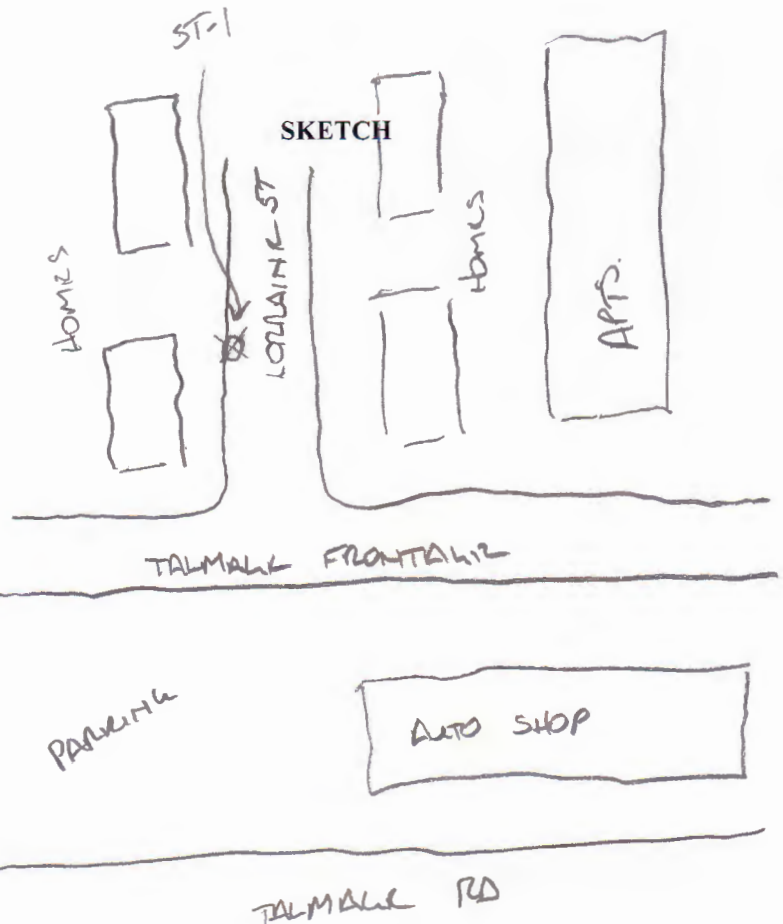 ST-1
SKETCH
HOMES
LORRAINE ST
HOMES
APTS.
TALMAGE FRONTAGE
PARKING
AUTO SHOP
TALMAGE RD